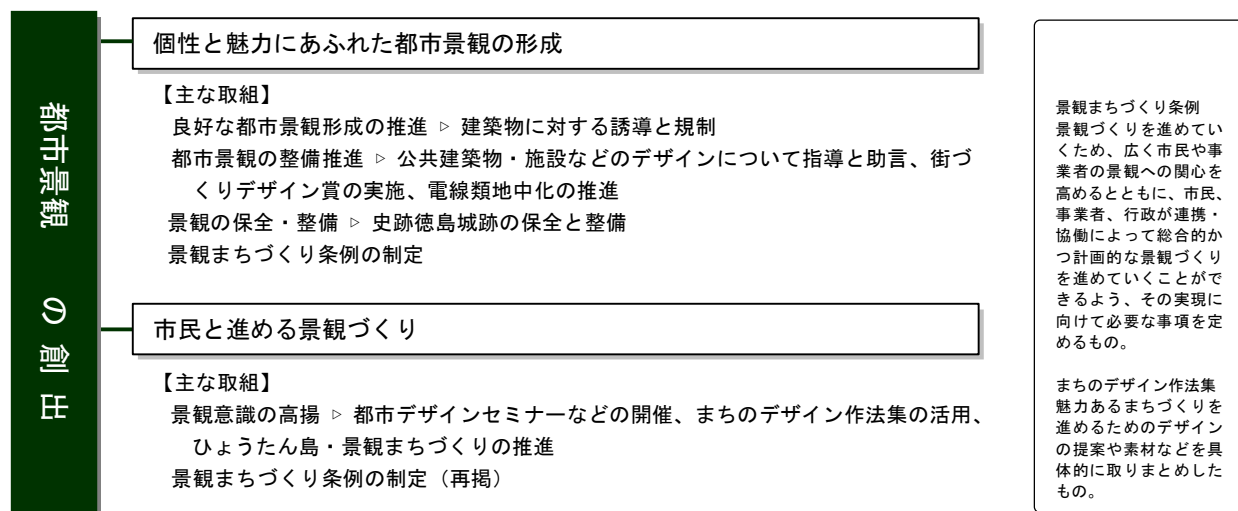 都市景観の創出
個性と魅力にあふれた都市景観の形成
【主な取組】
良好な都市景観形成の推進 ▷ 建築物に対する誘導と規制
都市景観の整備推進 ▷ 公共建築物・施設などのデザインについて指導と助言、街づ
くりデザイン賞の実施、電線類地中化の推進
景観の保全・整備 ▷ 史跡徳島城跡の保全と整備
景観まちづくり条例の制定
市民と進める景観づくり
【主な取組】
景観意識の高揚 ▷ 都市デザインセミナーなどの開催、まちのデザイン作法集の活用、
ひょうたん島・景観まちづくりの推進
景観まちづくり条例の制定（再掲）
景観まちづくり条例
景観づくりを進めてい
くため、広く市民や事
業者の景観への関心を
高めるとともに、市民、
事業者、行政が連携・
協働によって総合的か
つ計画的な景観づくり
を進めていくことがで
きるよう、その実現に
向けて必要な事項を定
めるもの。
まちのデザイン作法集
魅力あるまちづくりを
進めるためのデザイン
の提案や素材などを具
体的に取りまとめした
もの。